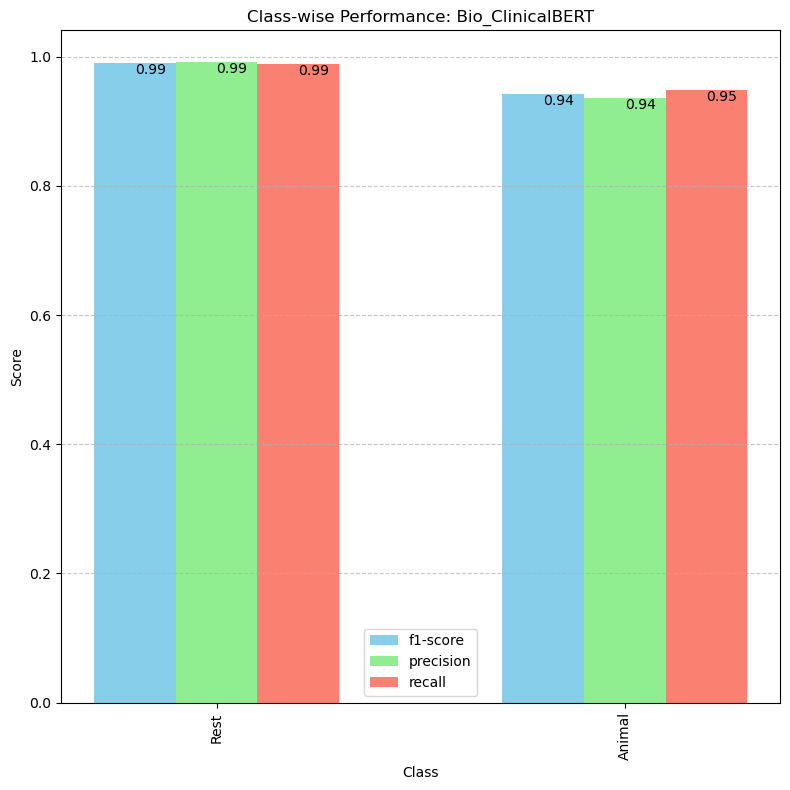 Class-wise Performance: Bio_ClinicalBERT
1.0
0.99
0.99
0.99
0.94
0.94
0.95
0.8
0.6
Score
0.4
0.2
f1-score
precision
recall
0.0
Rest
Animal
Class